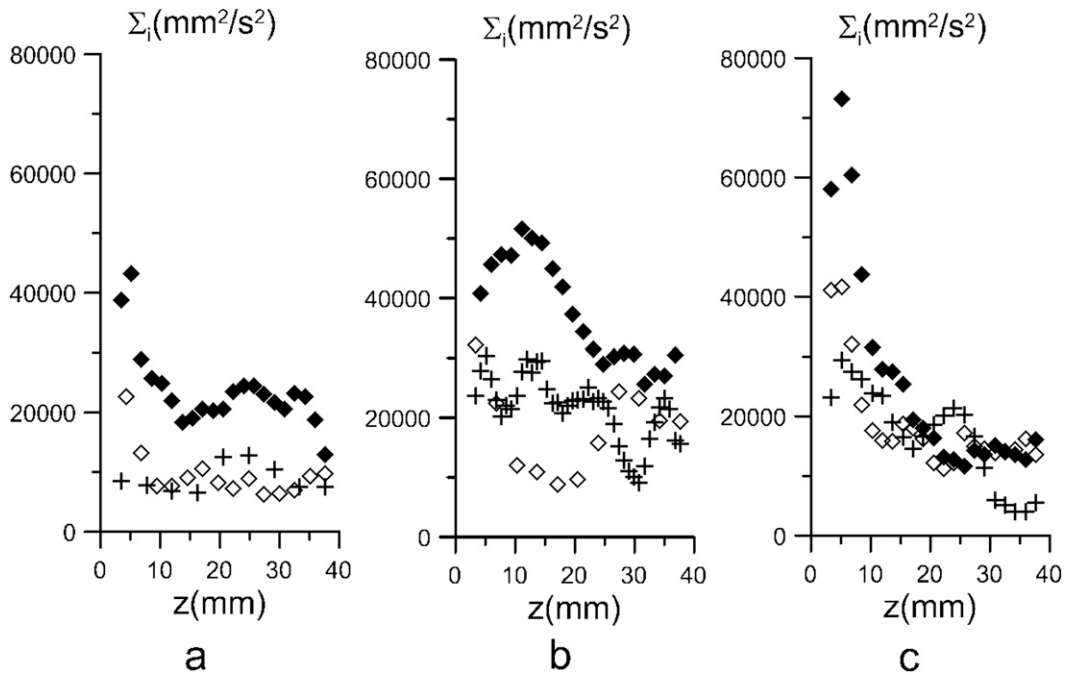 Σi(mm²/s²) Σi(mm²/s²) Σi(mm²/s²)
80000 80000 80000
60000 60000 60000
40000 40000 40000
20000 20000 20000
0 0 0
0 10 20 30 40 0 10 20 30 40 0 10 20 30 40
z(mm) z(mm) z(mm)
a b c